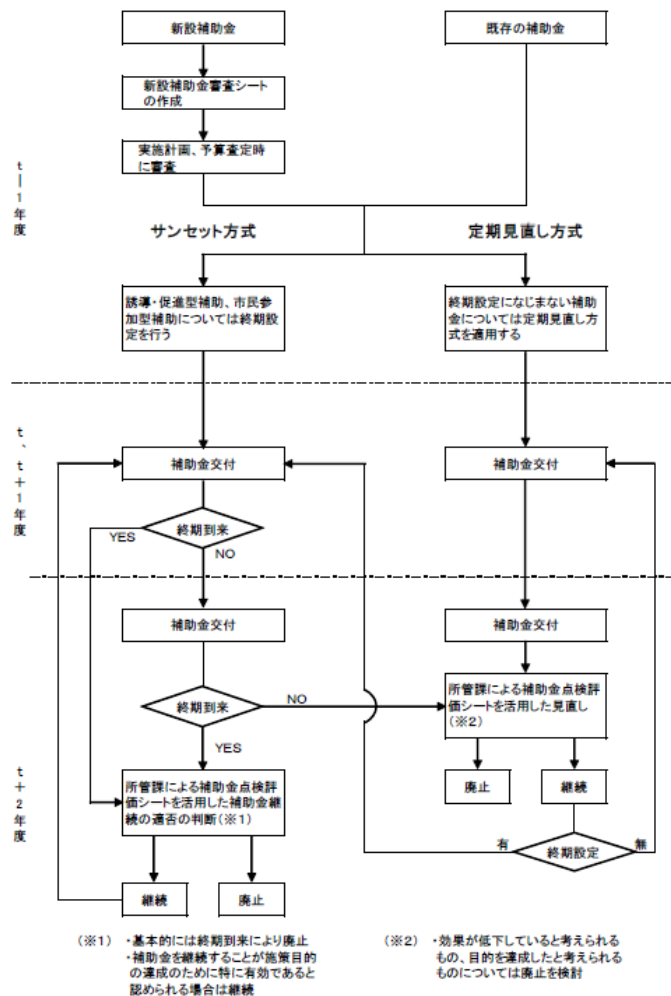 新設補助金
既存の補助金
新設補助金審査シート
の作成
実施計画、予算査定時
に審査
t－1年度
サンセット方式
定期見直し方式
誘導・促進型補助、市民参
加型補助については終期設
定を行う
終期設定になじまない補助
金については定期見直し方
式を適用する
t、t＋1年度
補助金交付
補助金交付
終期到来
YES
NO
補助金交付
補助金交付
終期到来
NO
YES
所管課による補助金点検評
価シートを活用した見直し
（※2）
廃止
継続
t＋2年度
所管課による補助金点検評
価シートを活用した補助金継
続の適否の判断（※1）
有
終期設定
無
継続
廃止
（※1）　・基本的には終期到来により廃止
・補助金を継続することが施策目的
の達成のために特に有効であると
認められる場合は継続
（※2）　・効果が低下していると考えられる
もの、目的を達成したと考えられる
ものについては廃止を検討